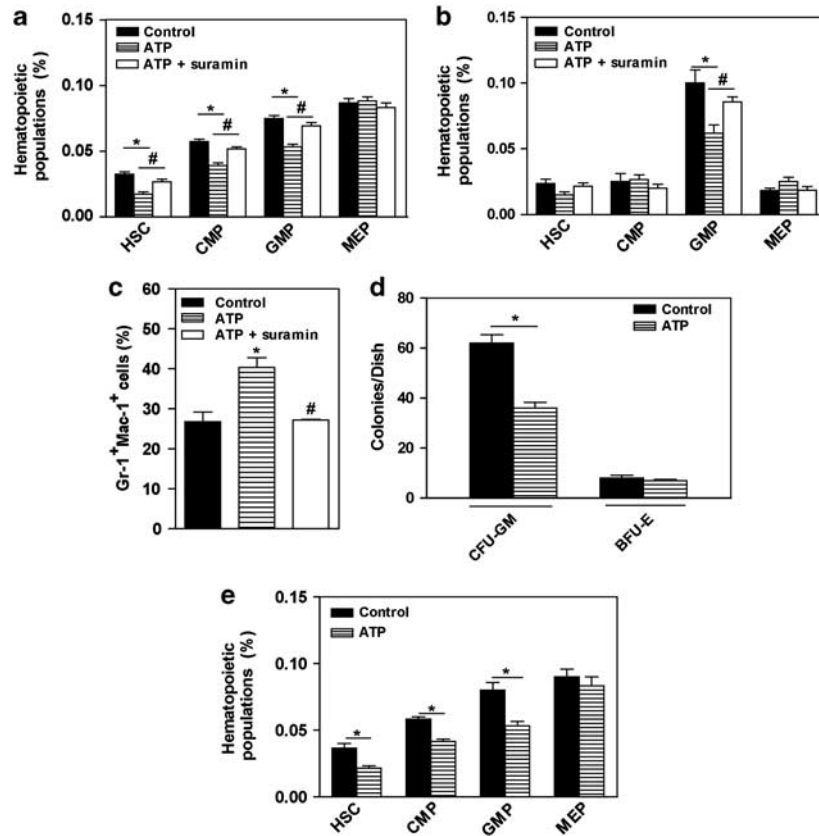 a
Hematopoietic
populations (%)
0.15
0.10
0.05
0.00
Control
ATP
ATP + suramin
*
#
*
#
*
#
HSC
CMP
GMP
MEP
b
Hematopoietic
populations (%)
0.15
0.10
0.05
0.00
Control
ATP
ATP + suramin
*
#
HSC
CMP
GMP
MEP
c
Gr-1+Mac-1+ cells (%)
60
50
40
30
20
10
0
Control
ATP
ATP + suramin
*
#
d
Colonies/Dish
80
60
40
20
0
Control
ATP
*
CFU-GM
BFU-E
e
Hematopoietic
populations (%)
0.15
0.10
0.05
0.00
Control
ATP
*
*
*
HSC
CMP
GMP
MEP